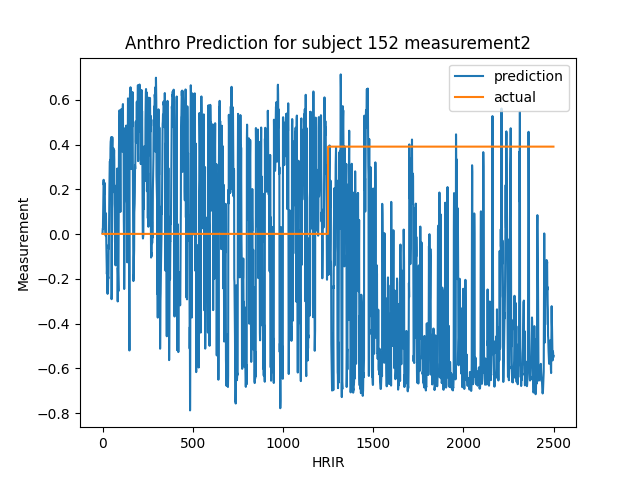 Anthro Prediction for subject 152 measurement2
prediction
actual
0.6
0.4
0.2
0.0
−0.2
−0.4
−0.6
−0.8
Measurement
0
500
1000
1500
2000
2500
HRIR